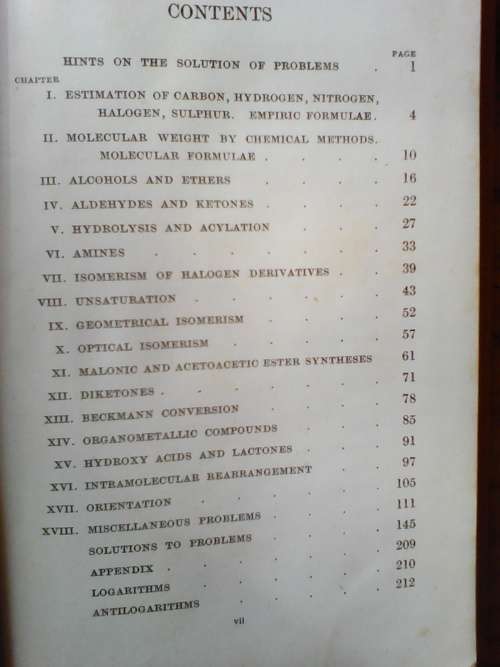 CONTENTS
PAGE
HINTS ON THE SOLUTION OF PROBLEMS . 1
CHAPTER
I. ESTIMATION OF CARBON, HYDROGEN, NITROGEN,
HALOGEN, SULPHUR. EMPIRIC FORMULAE . 4
II. MOLECULAR WEIGHT BY CHEMICAL METHODS.
MOLECULAR FORMULAE . . . . 10
III. ALCOHOLS AND ETHERS . . . . 16
IV. ALDEHYDES AND KETONES . . . . 22
V. HYDROLYSIS AND ACYLATION . . . 27
VI. AMINES . . . . . . 33
VII. ISOMERISM OF HALOGEN DERIVATIVES . . 39
VIII. UNSATURATION . . . . . 43
IX. GEOMETRICAL ISOMERISM . . . . 52
X. OPTICAL ISOMERISM . . . . . 57
XI. MALONIC AND ACETOACETIC ESTER SYNTHESES 61
XII. DIKETONES . . . . . . 71
XIII. BECKMANN CONVERSION . . . . 78
XIV. ORGANOMETALLIC COMPOUNDS . . . 85
XV. HYDROXY ACIDS AND LACTONES . . . 91
XVI. INTRAMOLECULAR REARRANGEMENT . . 97
XVII. ORIENTATION . . . . . 105
XVIII. MISCELLANEOUS PROBLEMS . . . . 111
SOLUTIONS TO PROBLEMS . . . . 145
APPENDIX . . . . . . 209
LOGARITHMS . . . . . 210
ANTILOGARITHMS . . . . . 212
vii